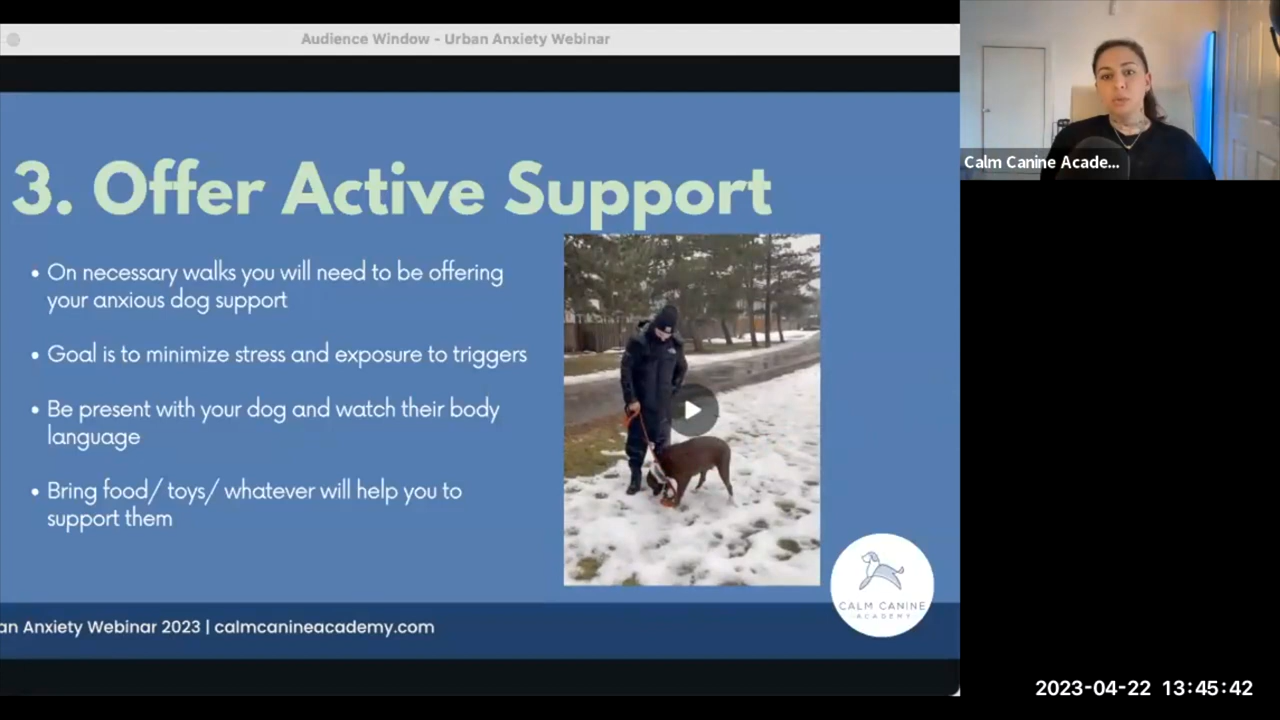 Audience Window - Urban Anxiety Webinar
3. Offer Active Support
• On necessary walks you will need to be offering
your anxious dog support
• Goal is to minimize stress and exposure to triggers
• Be present with your dog and watch their body
language
• Bring food/ toys/ whatever will help you to
support them
CALM CANINE
ACADEMY
an Anxiety Webinar 2023 | calmcanineacademy.com
Calm Canine Acade...
2023-04-22 13:45:42